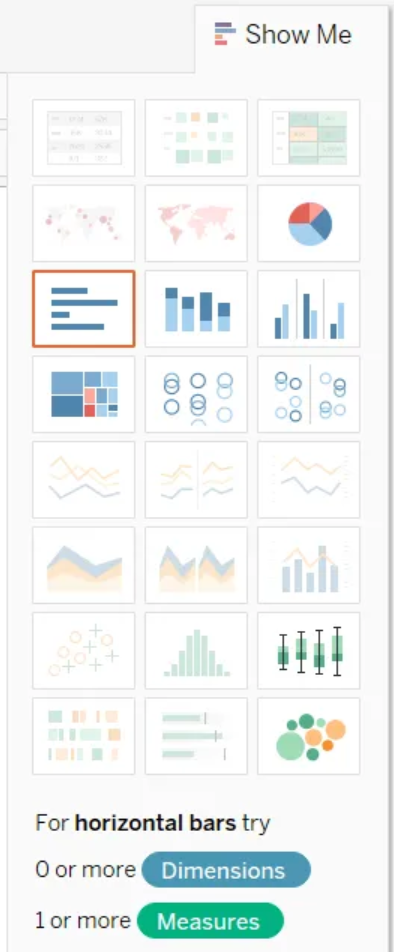 Show Me
For horizontal bars try
0 or more Dimensions
1 or more Measures